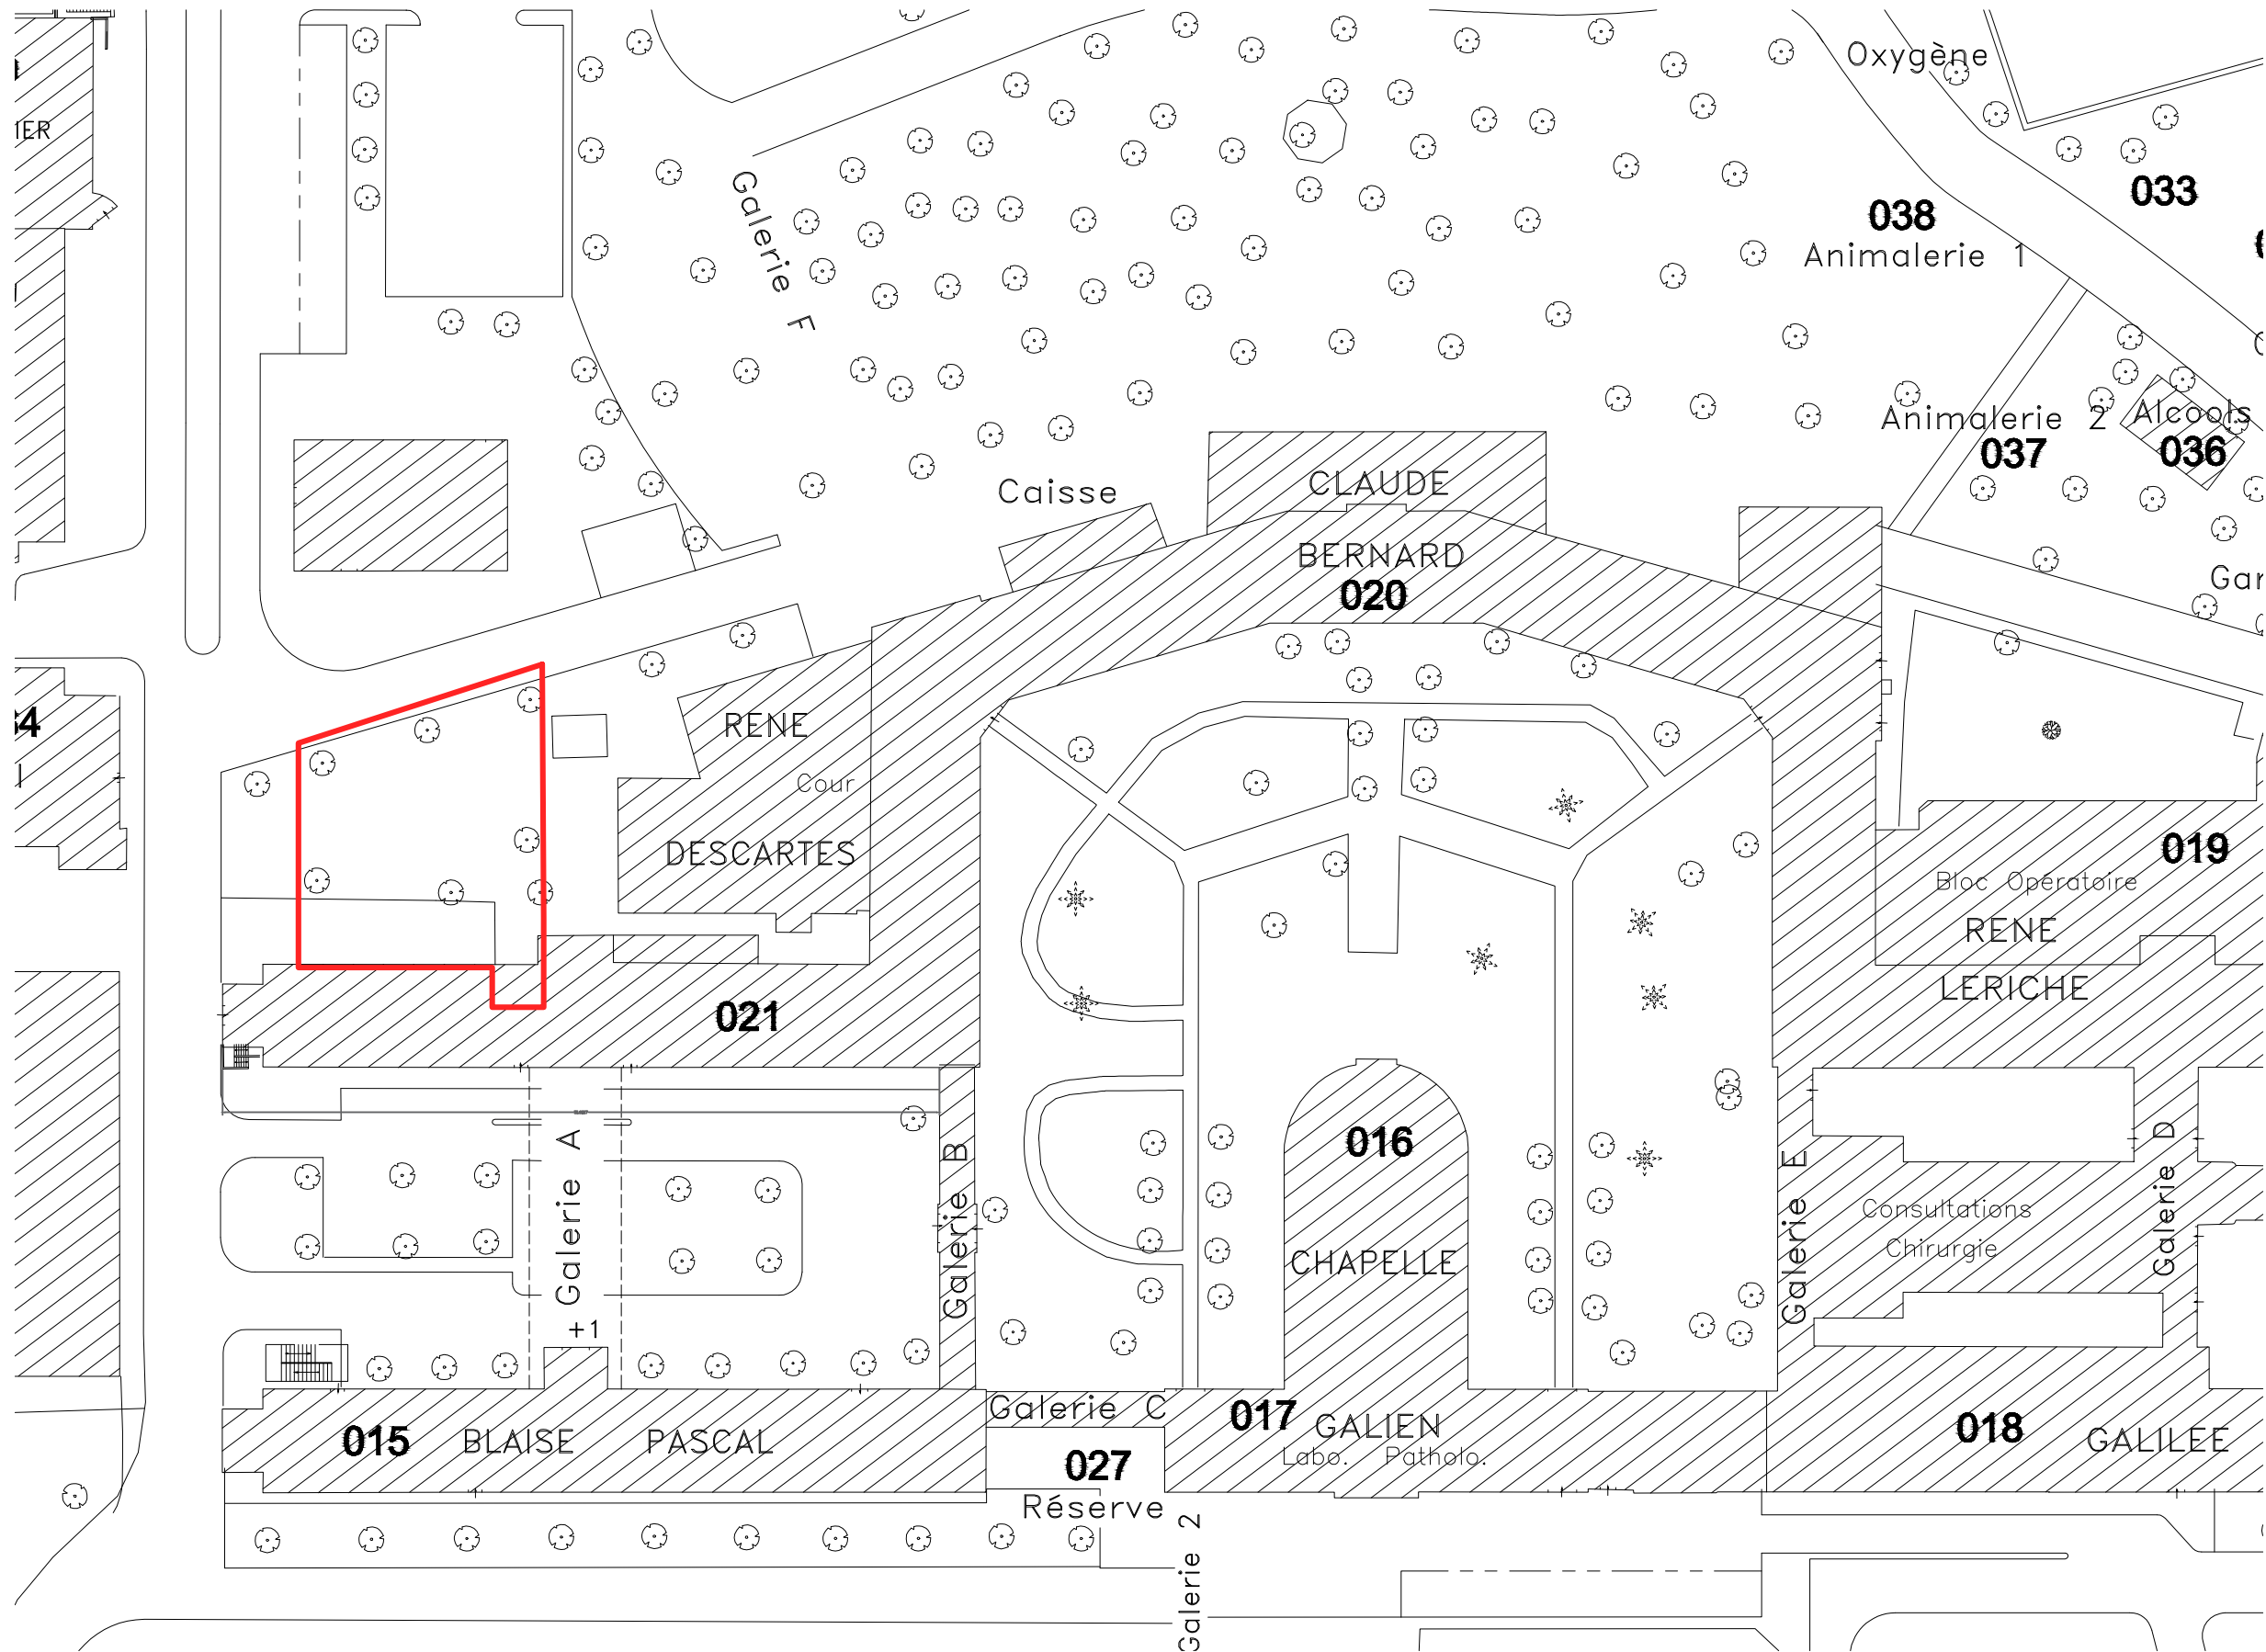 Oxygène
IER
033
038
Animalerie 1
Galerie F
Animalerie 2
Alcools
037
036
Caisse
CLAUDE
BERNARD
020
RENE
Cour
DESCARTES
021
019
Bloc Opératoire
RENE
LERICHE
016
CHAPELLE
Galerie A
+1
Galerie B
Galerie E
Galerie D
Consultations
Chirurgie
Galerie C
015
BLAISE PASCAL
017
GALIEN
Labo. Patholo.
018
GALILEE
027
Réserve
Galerie 2